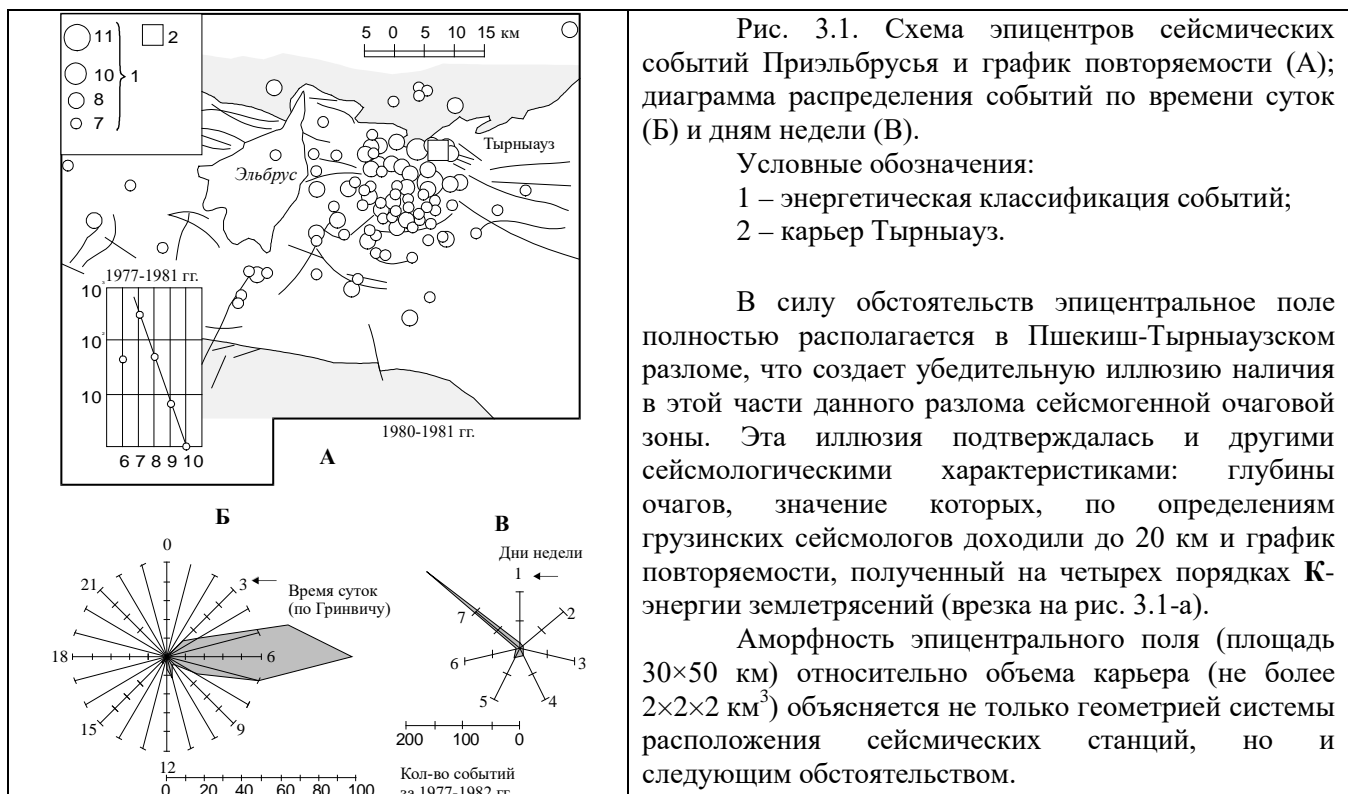 11
2
10
1
8
7
5 0 5 10 15 км
Тырныауз
Эльбрус
1977-1981 гг.
10³
10²
10
6 7 8 9 10
1980-1981 гг.
А
Б
0
3
21
Время суток
(по Гринвичу)
18
6
15
9
12
0 20 40 60 80 100
В
Дни недели
1
2
7
6
3
5
4
200 100 0
Кол-во событий
за 1977-1982 гг.
Рис. 3.1. Схема эпицентров сейсмических
событий Приэльбрусья и график повторяемости (А);
диаграмма распределения событий по времени суток
(Б) и дням недели (В).
Условные обозначения:
1 – энергетическая классификация событий;
2 – карьер Тырныауз.
В силу обстоятельств эпицентральное поле
полностью располагается в Пшекиш-Тырныаузском
разломе, что создает убедительную иллюзию наличия
в этой части данного разлома сейсмогенной очаговой
зоны. Эта иллюзия подтверждалась и другими
сейсмологическими характеристиками: глубины
очагов, значение которых, по определениям
грузинских сейсмологов доходили до 20 км и график
повторяемости, полученный на четырех порядках К-
энергии землетрясений (врезка на рис. 3.1-а).
Аморфность эпицентрального поля (площадь
30×50 км) относительно объема карьера (не более
2×2×2 км³) объясняется не только геометрией системы
расположения сейсмических станций, но и
следующим обстоятельством.